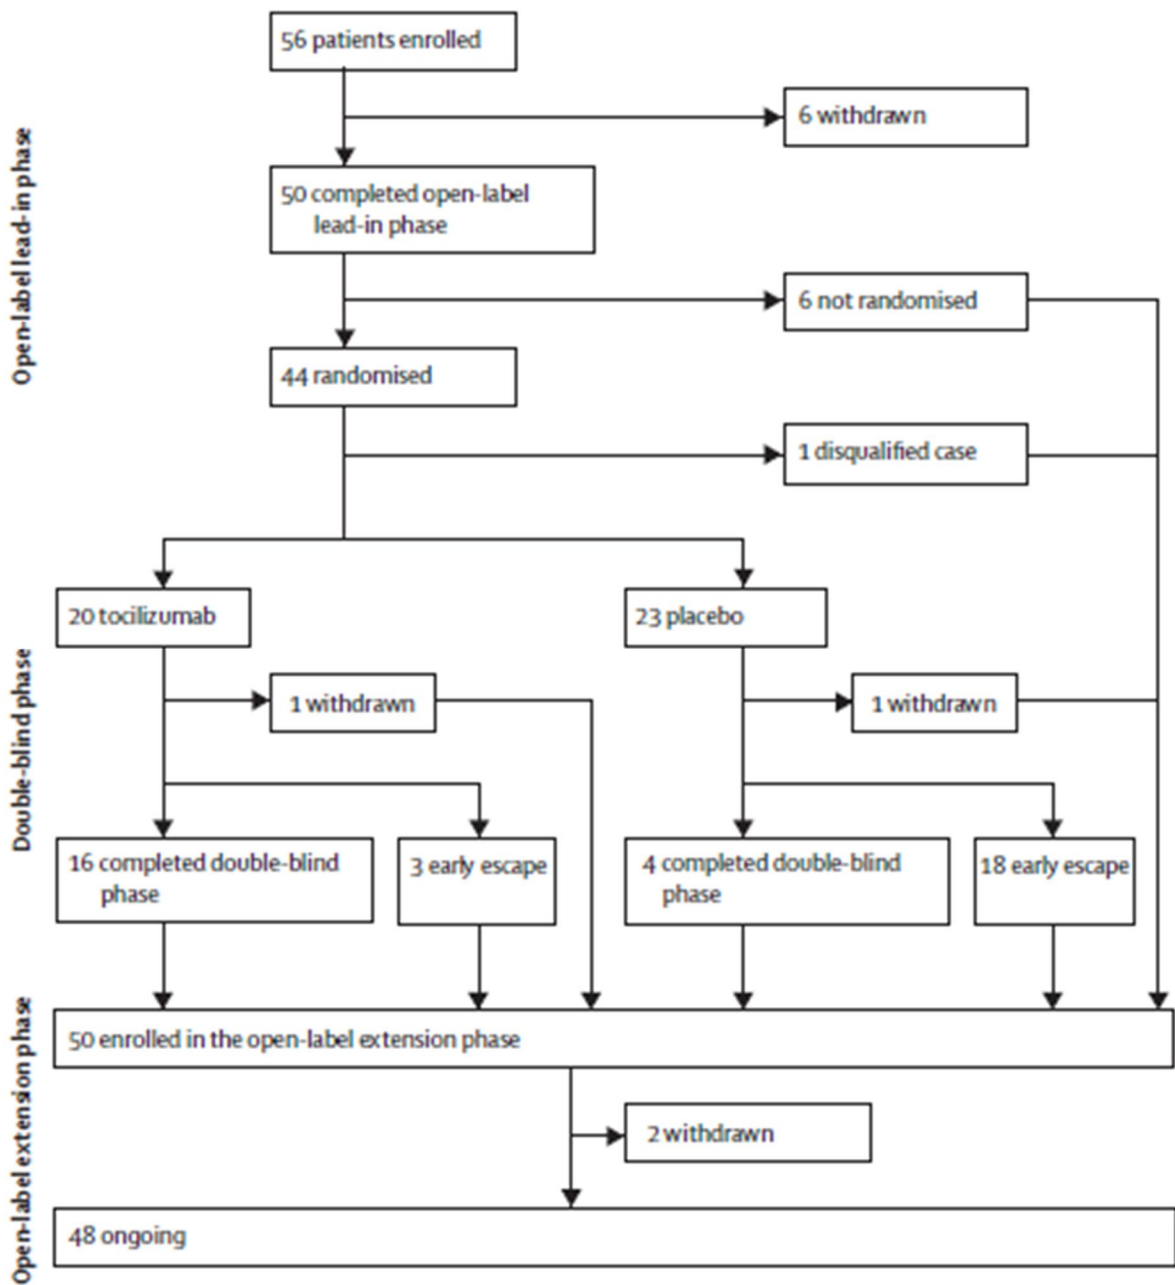 Open-label lead-in phase
56 patients enrolled
6 withdrawn
50 completed open-label
lead-in phase
6 not randomised
44 randomised
1 disqualified case
Double-blind phase
20 tocilizumab
23 placebo
1 withdrawn
1 withdrawn
16 completed double-blind
phase
3 early escape
4 completed double-blind
phase
18 early escape
Open-label extension phase
50 enrolled in the open-label extension phase
2 withdrawn
48 ongoing